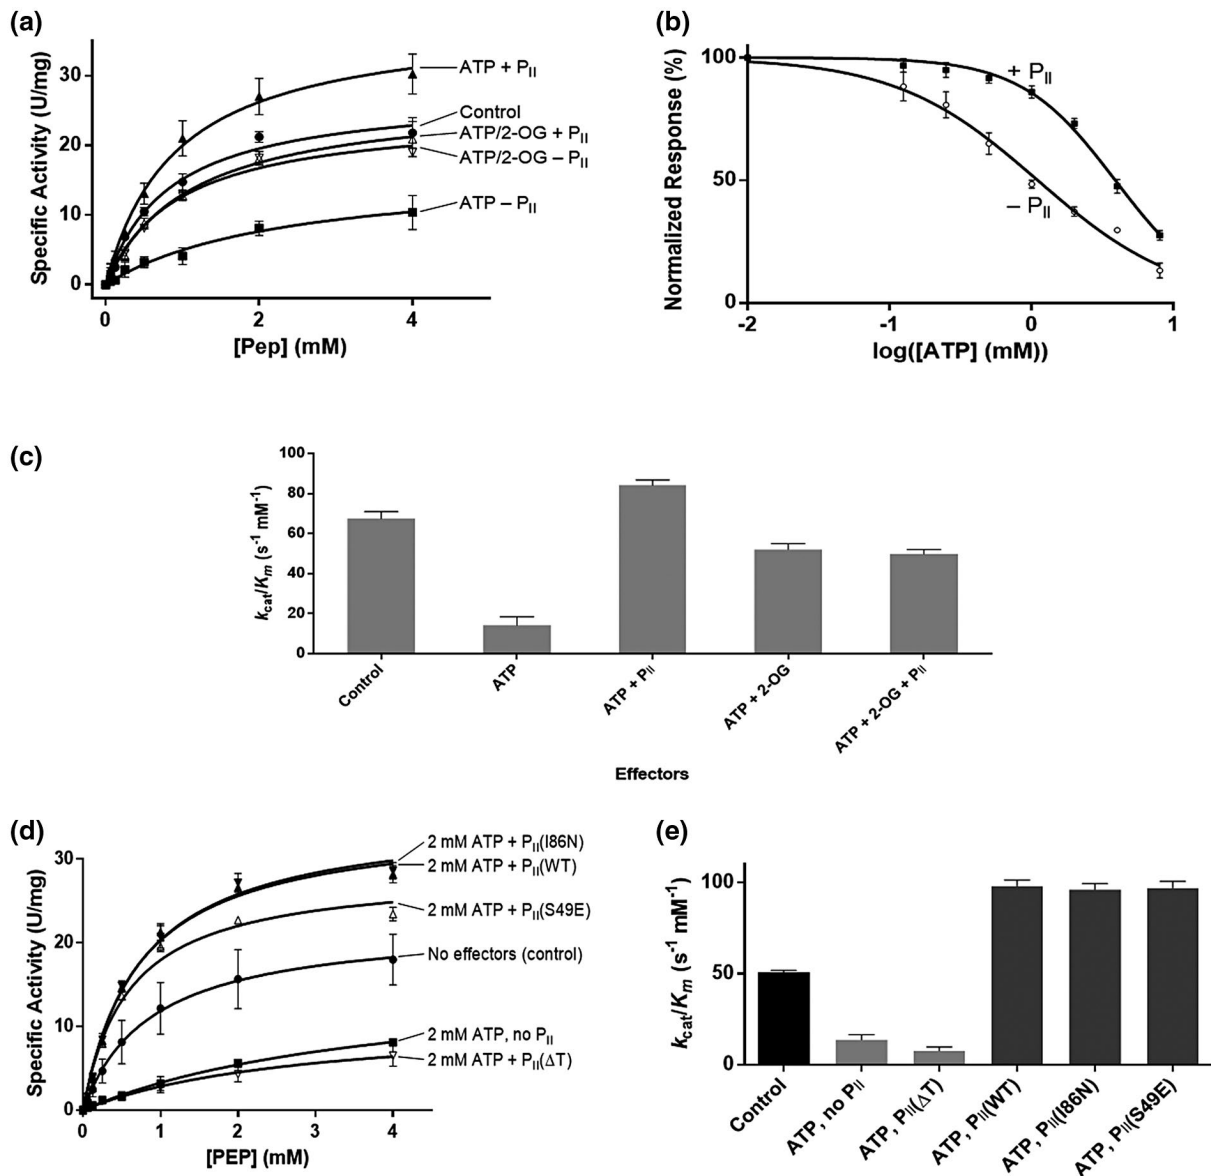 (a)
Specific Activity (U/mg)
30
20
10
0
0
2
4
[Pep] (mM)
ATP + PII
Control
ATP/2-OG + PII
ATP/2-OG – PII
ATP – PII
(b)
Normalized Response (%)
100
50
0
-2
-1
0
1
log([ATP] (mM))
+ PII
– PII
(c)
kcat/Km (s-1 mM-1)
100
80
60
40
20
0
Control
ATP
ATP + PII
ATP + 2-OG
ATP + 2-OG + PII
Effectors
(d)
Specific Activity (U/mg)
30
20
10
0
0
1
2
3
4
[PEP] (mM)
2 mM ATP + PII(I86N)
2 mM ATP + PII(WT)
2 mM ATP + PII(S49E)
No effectors (control)
2 mM ATP, no PII
2 mM ATP + PII(ΔT)
(e)
kcat/Km (s-1 mM-1)
100
50
0
Control
ATP, no PII
ATP, PII(ΔT)
ATP, PII(WT)
ATP, PII(I86N)
ATP, PII(S49E)